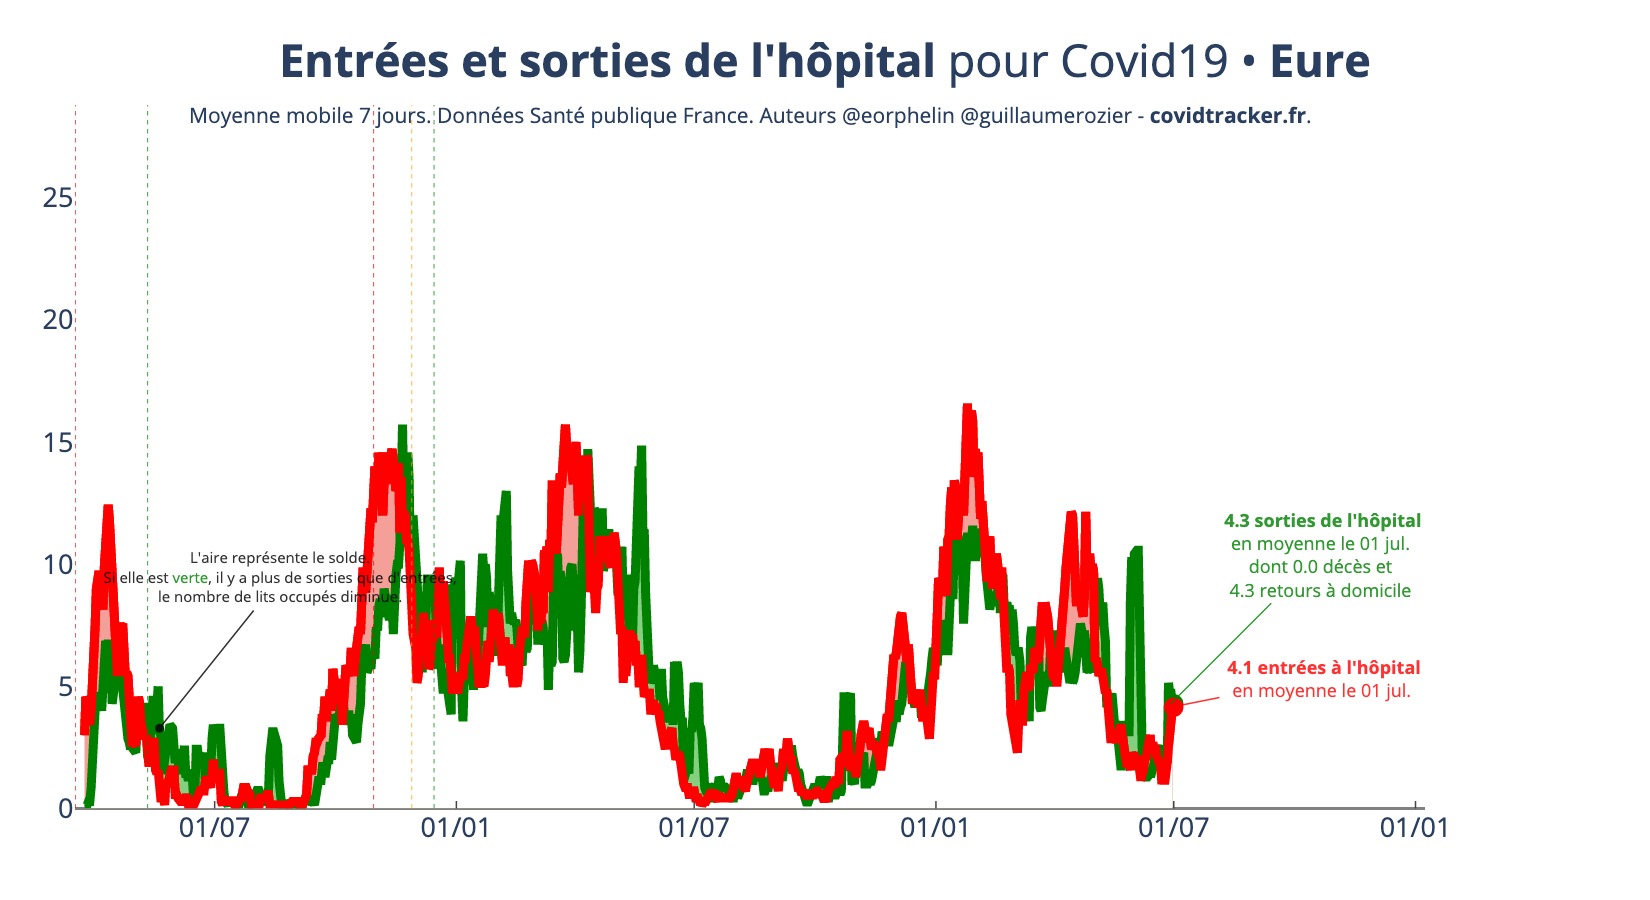 Entrées et sorties de l'hôpital pour Covid19 • Eure
Moyenne mobile 7 jours. Données Santé publique France. Auteurs @eorphelin @guillaumerozier - covidtracker.fr.
25
20
15
10
5
0
L'aire représente le solde.
Si elle est verte, il y a plus de sorties que d'entrées,
le nombre de lits occupés diminue.
4.3 sorties de l'hôpital
en moyenne le 01 jul.
dont 0.0 décès et
4.3 retours à domicile
4.1 entrées à l'hôpital
en moyenne le 01 jul.
01/07
01/01
01/07
01/01
01/07
01/01